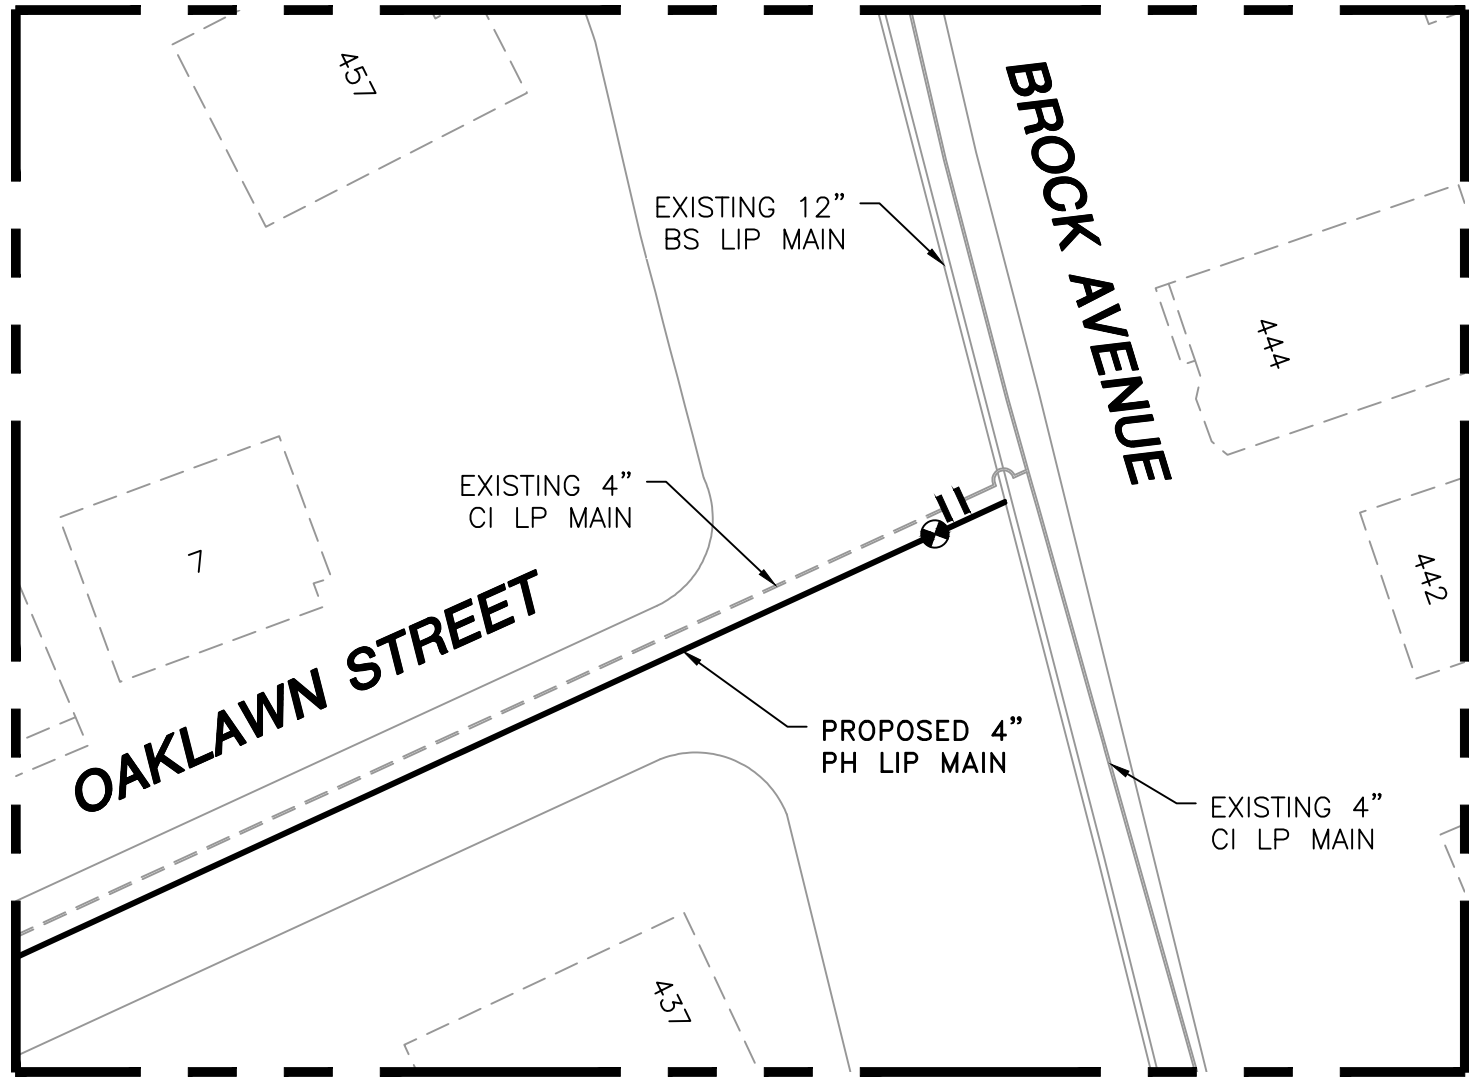 457
BROCK AVENUE
EXISTING 12”
BS LIP MAIN
444
EXISTING 4”
CI LP MAIN
7
442
OAKLAWN STREET
PROPOSED 4”
PH LIP MAIN
EXISTING 4”
CI LP MAIN
437